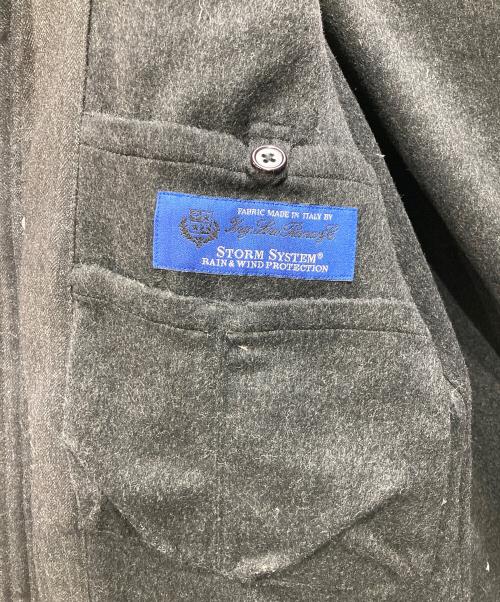 FABRIC MADE IN ITALY BY
STORM SYSTEM®
RAIN & WIND PROTECTION